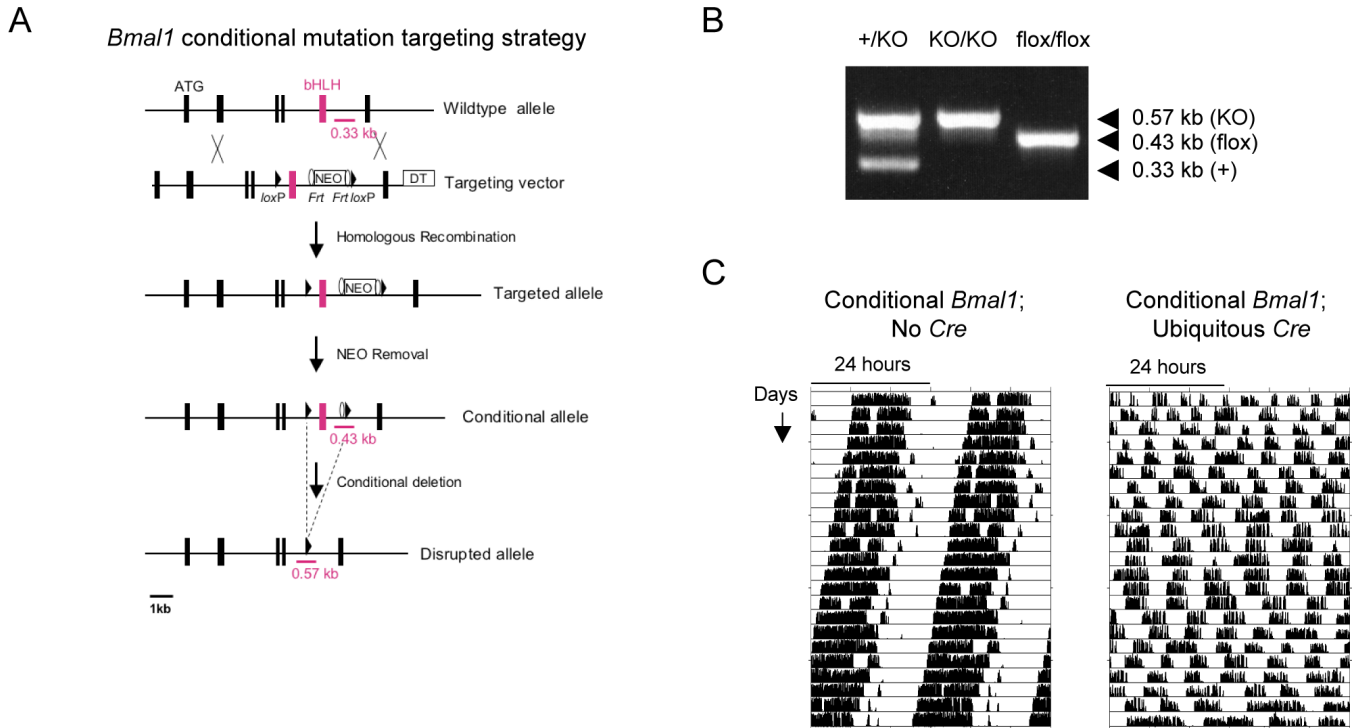 A
Bmal1 conditional mutation targeting strategy
ATG
bHLH
Wildtype allele
0.33 kb
NEO
DT
Targeting vector
loxP
Frt
Frt loxP
Homologous Recombination
NEO
Targeted allele
NEO Removal
Conditional allele
0.43 kb
Conditional deletion
Disrupted allele
0.57 kb
1kb
B
+/KO KO/KO flox/flox
0.57 kb (KO)
0.43 kb (flox)
0.33 kb (+)
C
Conditional Bmal1;
No Cre
24 hours
Days
Conditional Bmal1;
Ubiquitous Cre
24 hours